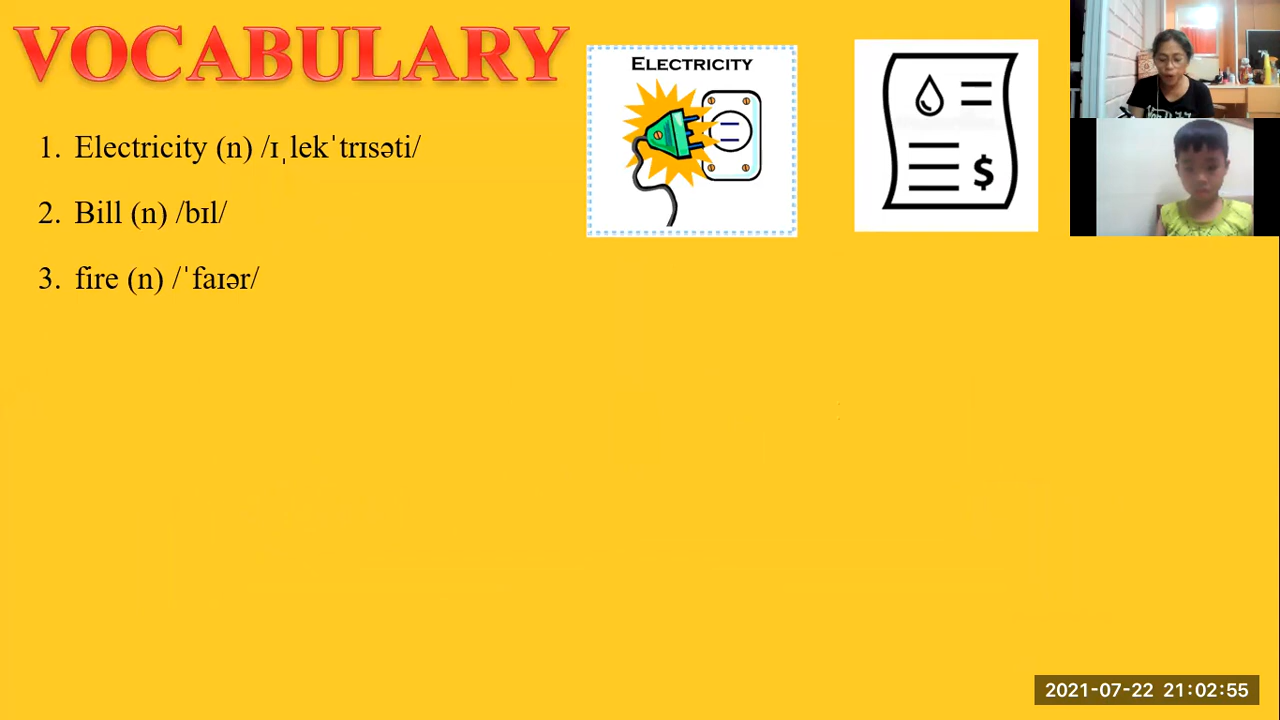 VOCABULARY
ELECTRICITY
$
1. Electricity (n) /ɪˌlekˈtrɪsəti/
2. Bill (n) /bɪl/
3. fire (n) /ˈfaɪər/
2021-07-22 21:02:55